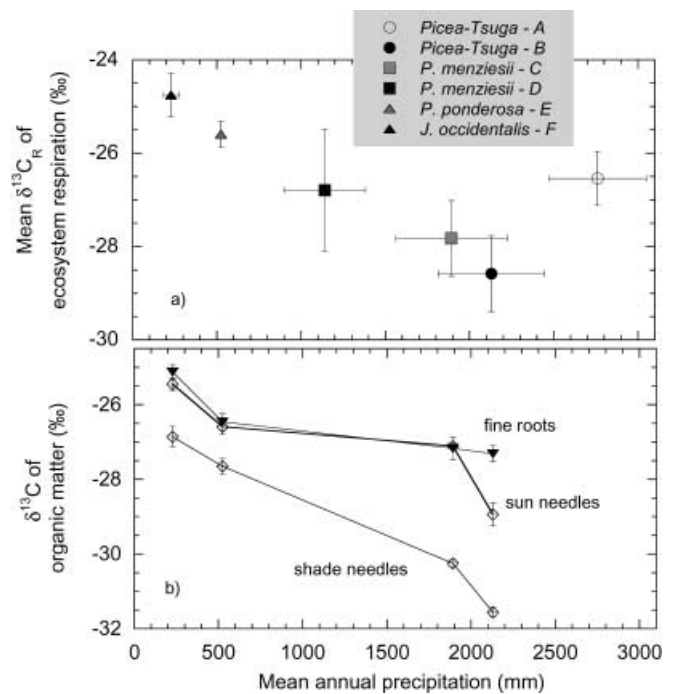 Picea-Tsuga - A
Picea-Tsuga - B
P. menziesii - C
P. menziesii - D
P. ponderosa - E
J. occidentalis - F
-24
-26
-28
-30
Mean δ13CR of
ecosystem respiration (‰)
a)
-26
-28
-30
-32
δ13C of
organic matter (‰)
fine roots
sun needles
shade needles
b)
0 500 1000 1500 2000 2500 3000
Mean annual precipitation (mm)